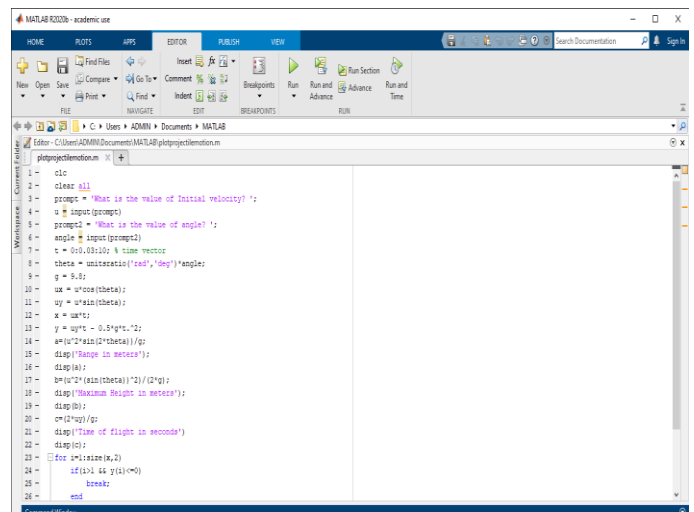 MATLAB R2020b - academic use
HOME PLOTS APPS EDITOR PUBLISH VIEW Search Documentation Sign In
Find Files Insert fx Run Section
New Open Save Compare Go To Comment Breakpoints Run Run and Advance Advance Run and Time
Print Find Indent
FILE NAVIGATE EDIT BREAKPOINTS RUN
C: Users ADMIN Documents MATLAB
Editor - C:\Users\ADMIN\Documents\MATLAB\plotprojectilemotion.m
plotprojectilemotion.m
Current Folder
Workspace
1 - clc
2 - clear all
3 - prompt = 'What is the value of Initial velocity? ';
4 - u = input(prompt)
5 - prompt2 = 'What is the value of angle? ';
6 - angle = input(prompt2)
7 - t = 0:0.03:10; % time vector
8 - theta = unitsratio('rad','deg')*angle;
9 - g = 9.8;
10 - ux = u*cos(theta);
11 - uy = u*sin(theta);
12 - x = ux*t;
13 - y = uy*t - 0.5*g*t.^2;
14 - a=(u^2*sin(2*theta))/g;
15 - disp('Range in meters');
16 - disp(a);
17 - b=(u^2*(sin(theta))^2)/(2*g);
18 - disp('Maximum Height in meters');
19 - disp(b);
20 - c=(2*uy)/g;
21 - disp('Time of flight in seconds')
22 - disp(c);
23 - for i=1:size(x,2)
24 - if(i>1 && y(i)<=0)
25 - break;
26 - end
Command Window